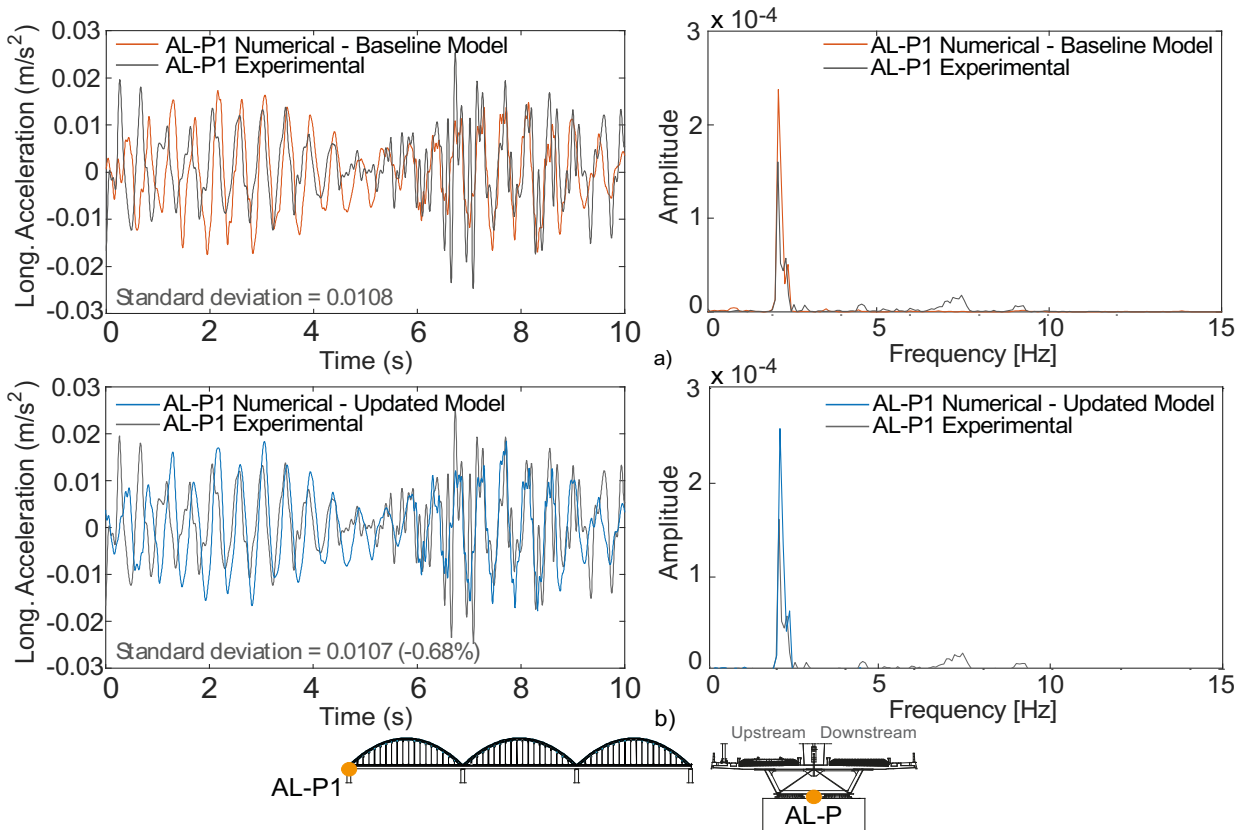 0.03
0.02
0.01
0
-0.01
-0.02
-0.03
Long. Acceleration (m/s²)
AL-P1 Numerical - Baseline Model
AL-P1 Experimental
Standard deviation = 0.0108
0 2 4 6 8 10
Time (s)
x 10⁻⁴
3
2
1
0
Amplitude
AL-P1 Numerical - Baseline Model
AL-P1 Experimental
0 5 10 15
Frequency [Hz]
a)
0.03
0.02
0.01
0
-0.01
-0.02
-0.03
Long. Acceleration (m/s²)
AL-P1 Numerical - Updated Model
AL-P1 Experimental
Standard deviation = 0.0107 (-0.68%)
0 2 4 6 8 10
Time (s)
x 10⁻⁴
3
2
1
0
Amplitude
AL-P1 Numerical - Updated Model
AL-P1 Experimental
0 5 10 15
Frequency [Hz]
b)
AL-P1
Upstream Downstream
AL-P